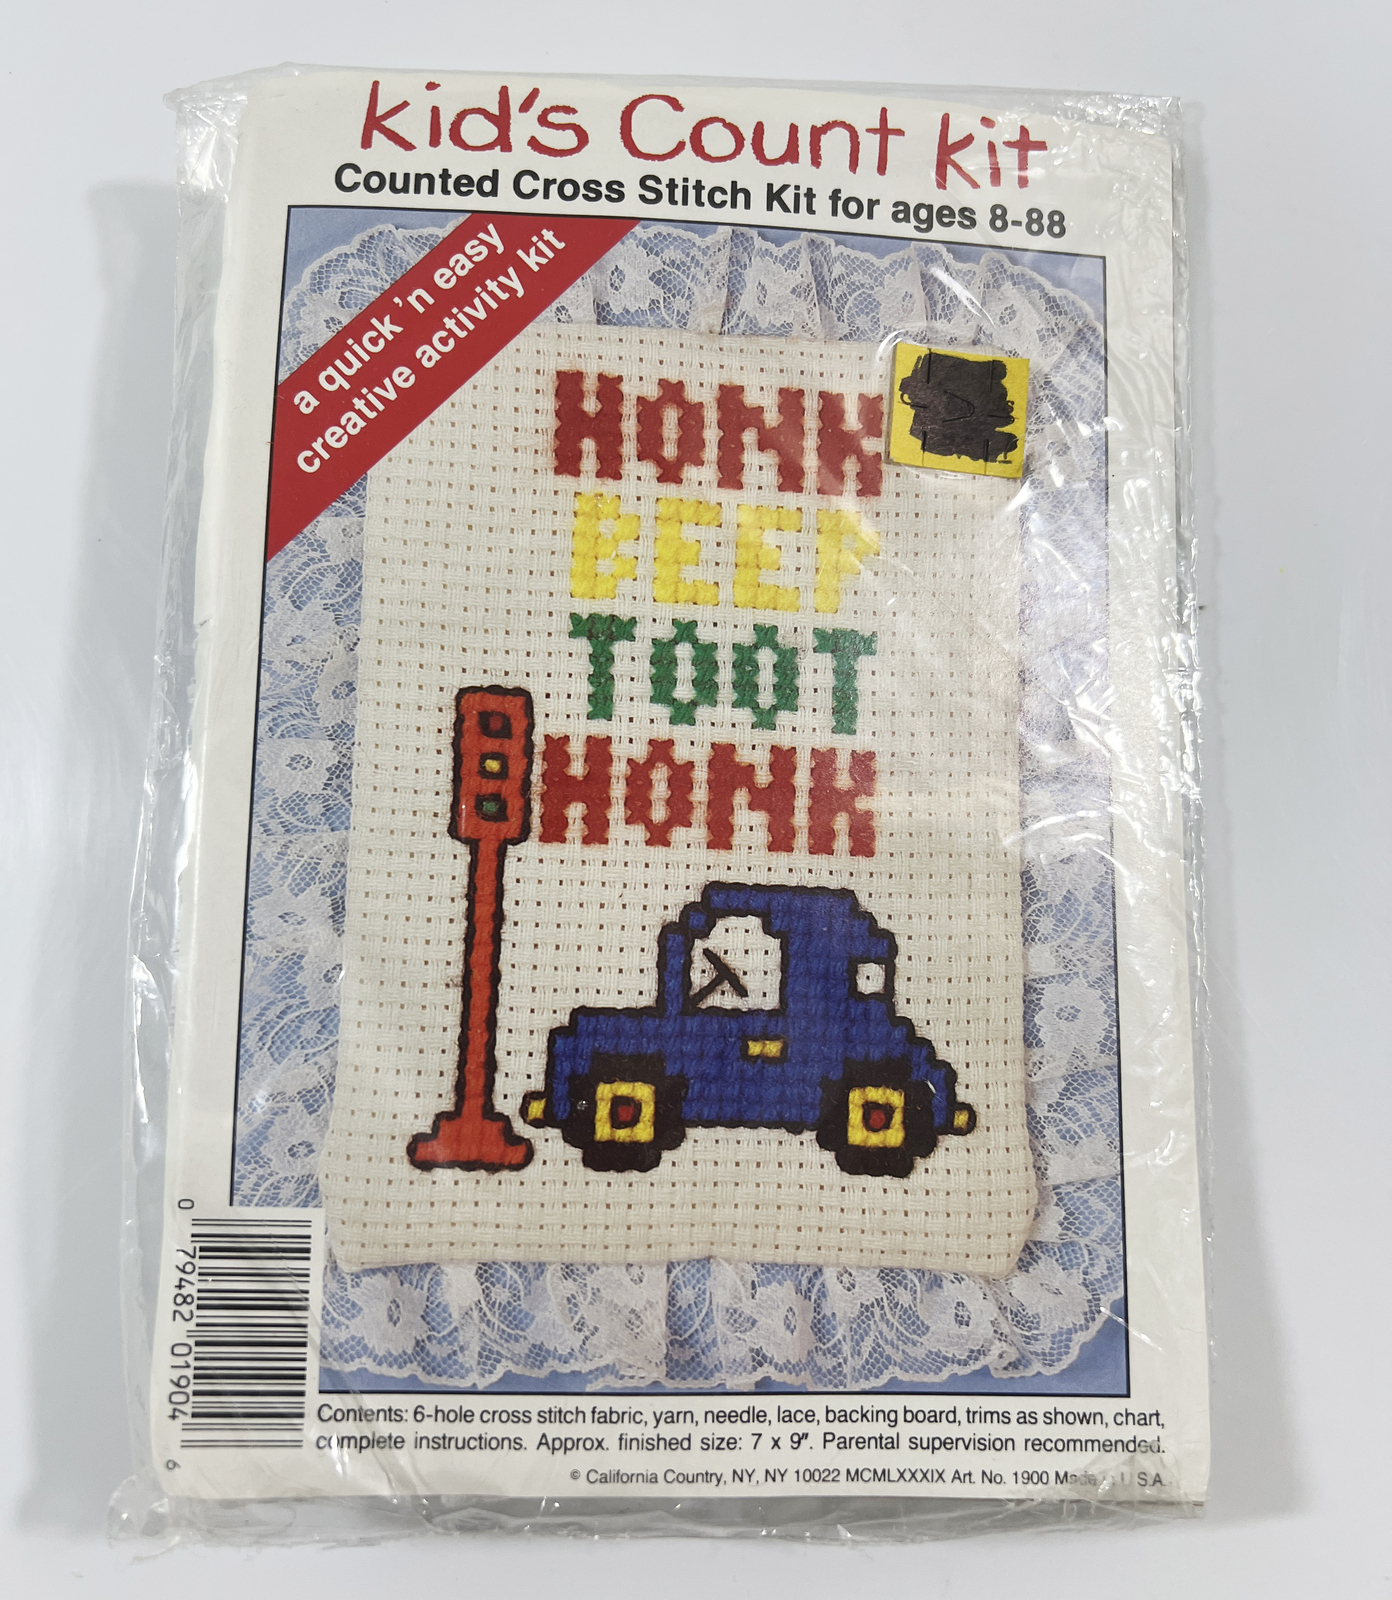 kid's Count kit
Counted Cross Stitch Kit for ages 8-88
a quick 'n easy
creative activity kit
HONK
BEEP
TOOT
HONK
0 79482 01904 6
Contents: 6-hole cross stitch fabric, yarn, needle, lace, backing board, trims as shown, chart,
complete instructions. Approx. finished size: 7 x 9". Parental supervision recommended.
© California Country, NY, NY 10022 MCMLXXXIX Art. No. 1900 Made in U.S.A.